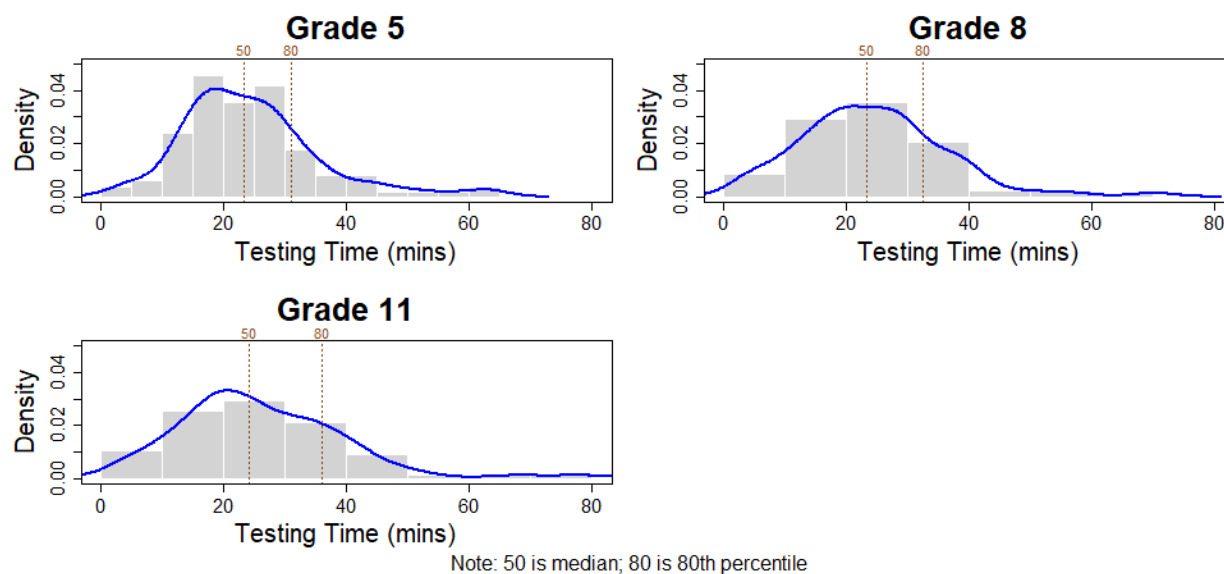 Grade 5
50 80
0.04
0.02
0.00
Density
0 20 40 60 80
Testing Time (mins)
Grade 8
50 80
0.04
0.02
0.00
Density
0 20 40 60 80
Testing Time (mins)
Grade 11
50 80
0.04
0.02
0.00
Density
0 20 40 60 80
Testing Time (mins)
Note: 50 is median; 80 is 80th percentile